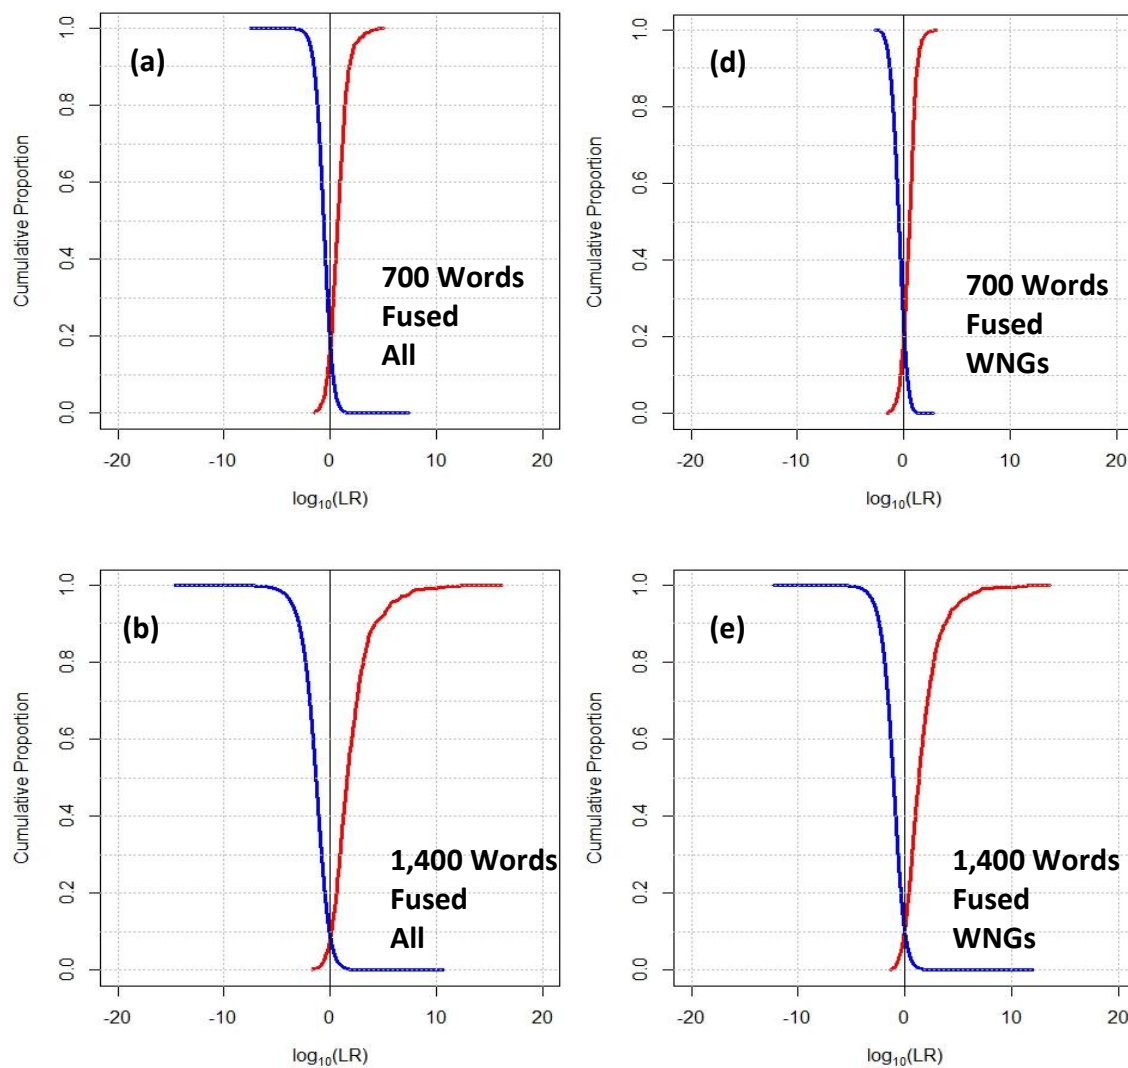 (a)
1.0
0.8
0.6
0.4
0.2
0.0
Cumulative Proportion
700 Words
Fused
All
-20 -10 0 10 20
log₁₀(LR)
(d)
1.0
0.8
0.6
0.4
0.2
0.0
Cumulative Proportion
700 Words
Fused
WNGs
-20 -10 0 10 20
log₁₀(LR)
(b)
1.0
0.8
0.6
0.4
0.2
0.0
Cumulative Proportion
1,400 Words
Fused
All
-20 -10 0 10 20
log₁₀(LR)
(e)
1.0
0.8
0.6
0.4
0.2
0.0
Cumulative Proportion
1,400 Words
Fused
WNGs
-20 -10 0 10 20
log₁₀(LR)